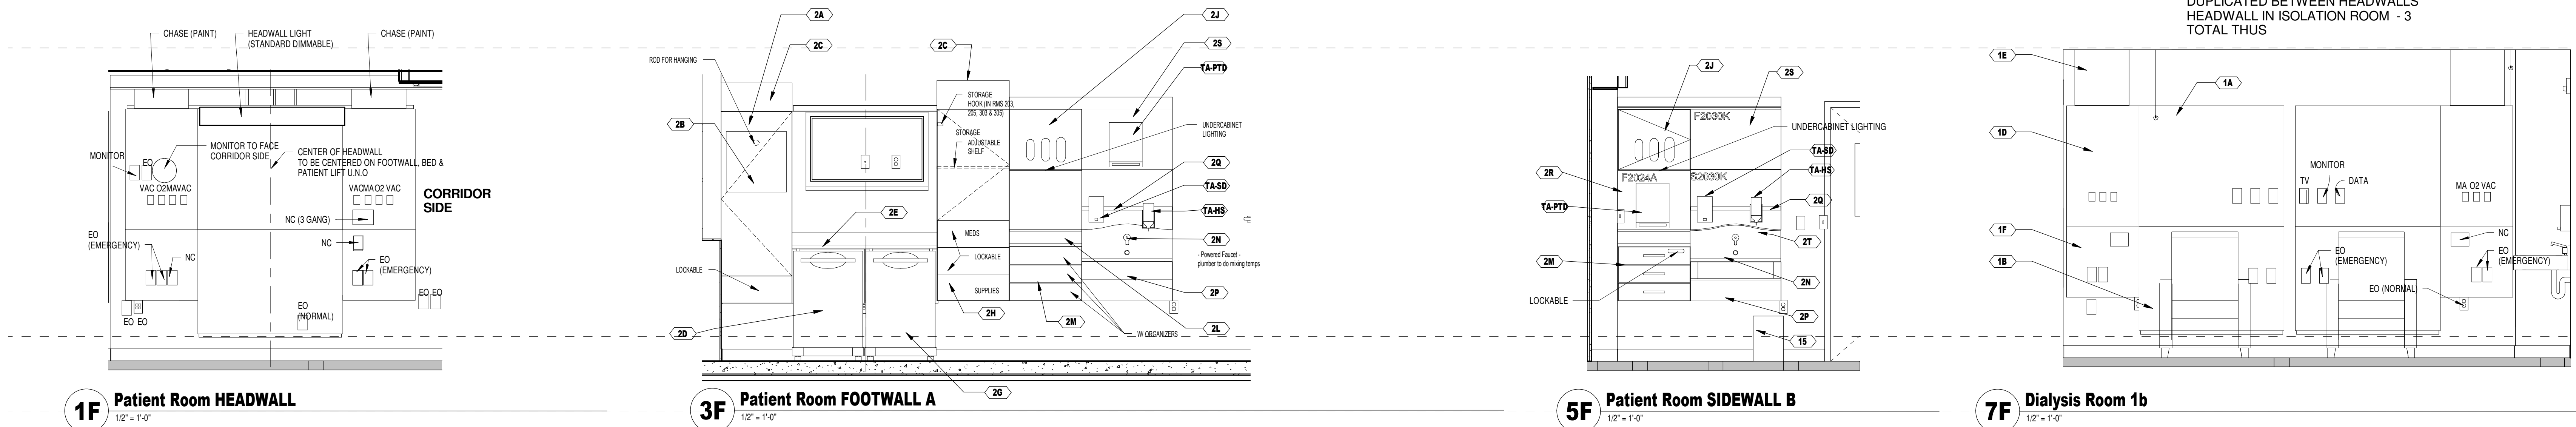 CHASE (PAINT)
HEADWALL LIGHT
(STANDARD DIMMABLE)
CHASE (PAINT)
MONITOR
EO
MONITOR TO FACE
CORRIDOR SIDE
CENTER OF HEADWALL
TO BE CENTERED ON FOOTWALL, BED &
PATIENT LIFT U.N.O
VAC O2MAVAC
VACMAO2 VAC
CORRIDOR
SIDE
NC (3 GANG)
NC
EO
(EMERGENCY)
NC
EO
(EMERGENCY)
EO EO
EO
(NORMAL)
EO EO
1F
Patient Room HEADWALL
1/2" = 1'-0"
2A
2C
2C
2J
2S
TA-PTD
ROD FOR HANGING
STORAGE
HOOK (IN RMS 203,
205, 303 & 305)
2B
STORAGE
ADJUSTABLE
SHELF
UNDERCABINET
LIGHTING
2Q
TA-SD
2E
TA-HS
MEDS
2N
- Powered Faucet -
plumber to do mixing temps
LOCKABLE
LOCKABLE
SUPPLIES
2P
2H
2M
2L
2D
W/ ORGANIZERS
2G
3F
Patient Room FOOTWALL A
1/2" = 1'-0"
2J
2S
F2030K
UNDERCABINET LIGHTING
TA-SD
2R
F2024A
S2030K
TA-HS
TA-PTD
2Q
2T
2M
2N
LOCKABLE
2P
15
5F
Patient Room SIDEWALL B
1/2" = 1'-0"
DUPLICATED BETWEEN HEADWALLS
HEADWALL IN ISOLATION ROOM - 3
TOTAL THUS
1E
1A
1D
MONITOR
TV
DATA
MA O2 VAC
1F
NC
EO
(EMERGENCY)
EO
(EMERGENCY)
1B
EO (NORMAL)
7F
Dialysis Room 1b
1/2" = 1'-0"